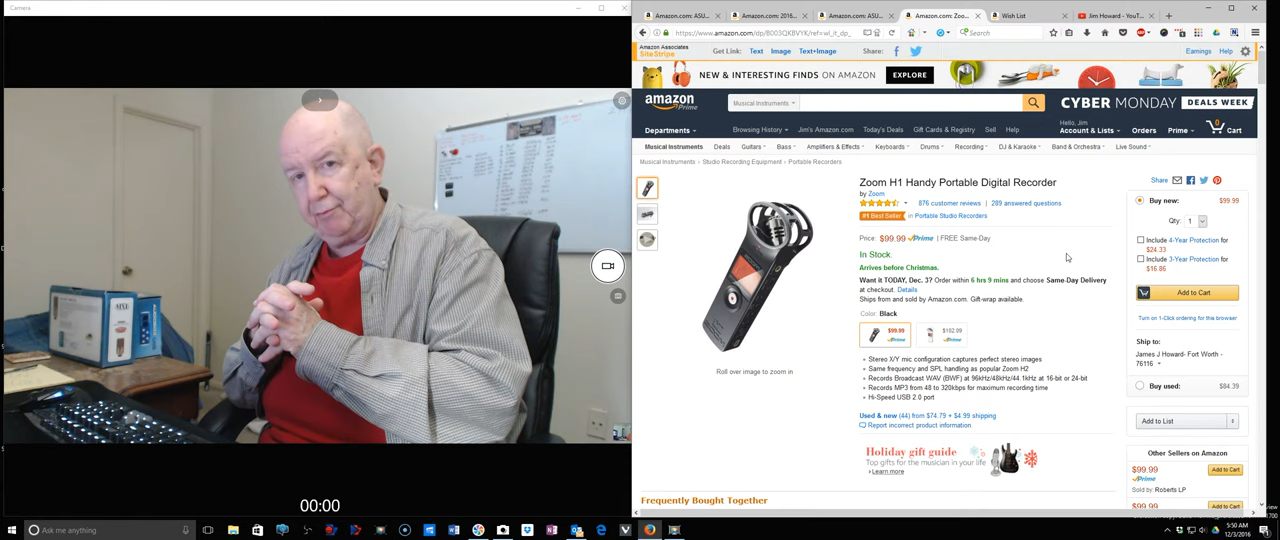 Camera
Amazon.com: ASU...
Amazon.com: 2016...
Amazon.com: ASU...
Amazon.com: Zoo...
Wish List
Jim Howard - YouT...
https://www.amazon.com/dp/B003QKBVYK/ref=wl_it_dp_
Search
Amazon Associates
SiteStripe
Get Link: Text Image Text+Image Share:
Earnings Help
NEW & INTERESTING FINDS ON AMAZON EXPLORE
amazon
Prime
Musical Instruments
CYBER MONDAY DEALS WEEK
Departments
Browsing History Jim's Amazon.com Today's Deals Gift Cards & Registry Sell Help
Hello, Jim
Account & Lists Orders Prime 0 Cart
Musical Instruments Deals Guitars Bass Amplifiers & Effects Keyboards Drums Recording DJ & Karaoke Band & Orchestra Live Sound
Musical Instruments › Studio Recording Equipment › Portable Recorders
Zoom H1 Handy Portable Digital Recorder
by Zoom
876 customer reviews | 289 answered questions
#1 Best Seller in Portable Studio Recorders
Price: $99.99 Prime | FREE Same-Day
In Stock.
Arrives before Christmas.
Want it TODAY, Dec. 3? Order within 6 hrs 9 mins and choose Same-Day Delivery
at checkout. Details
Ships from and sold by Amazon.com. Gift-wrap available.
Color: Black
$99.99
Prime
$102.99
Prime
• Stereo X/Y mic configuration captures perfect stereo images
• Same frequency and SPL handling as popular Zoom H2
• Records Broadcast WAV (BWF) at 96kHz/48kHz/44.1kHz at 16-bit or 24-bit
• Records MP3 from 48 to 320kbps for maximum recording time
• Hi-Speed USB 2.0 port
Roll over image to zoom in
Used & new (44) from $74.79 + $4.99 shipping
Report incorrect product information
Holiday gift guide
Top gifts for the musician in your life
› Learn more
Frequently Bought Together
Share
Buy new: $99.99
Qty: 1
Include 4-Year Protection for
$24.33
Include 3-Year Protection for
$16.86
Add to Cart
Turn on 1-Click ordering for this browser
Ship to:
James J Howard- Fort Worth -
76116
Buy used: $84.39
Add to List
Other Sellers on Amazon
$99.99
Add to Cart
Prime
Sold by: Roberts LP
$99.99
Add to Cart
MXL
00:00
Ask me anything
5:50 AM
12/3/2016